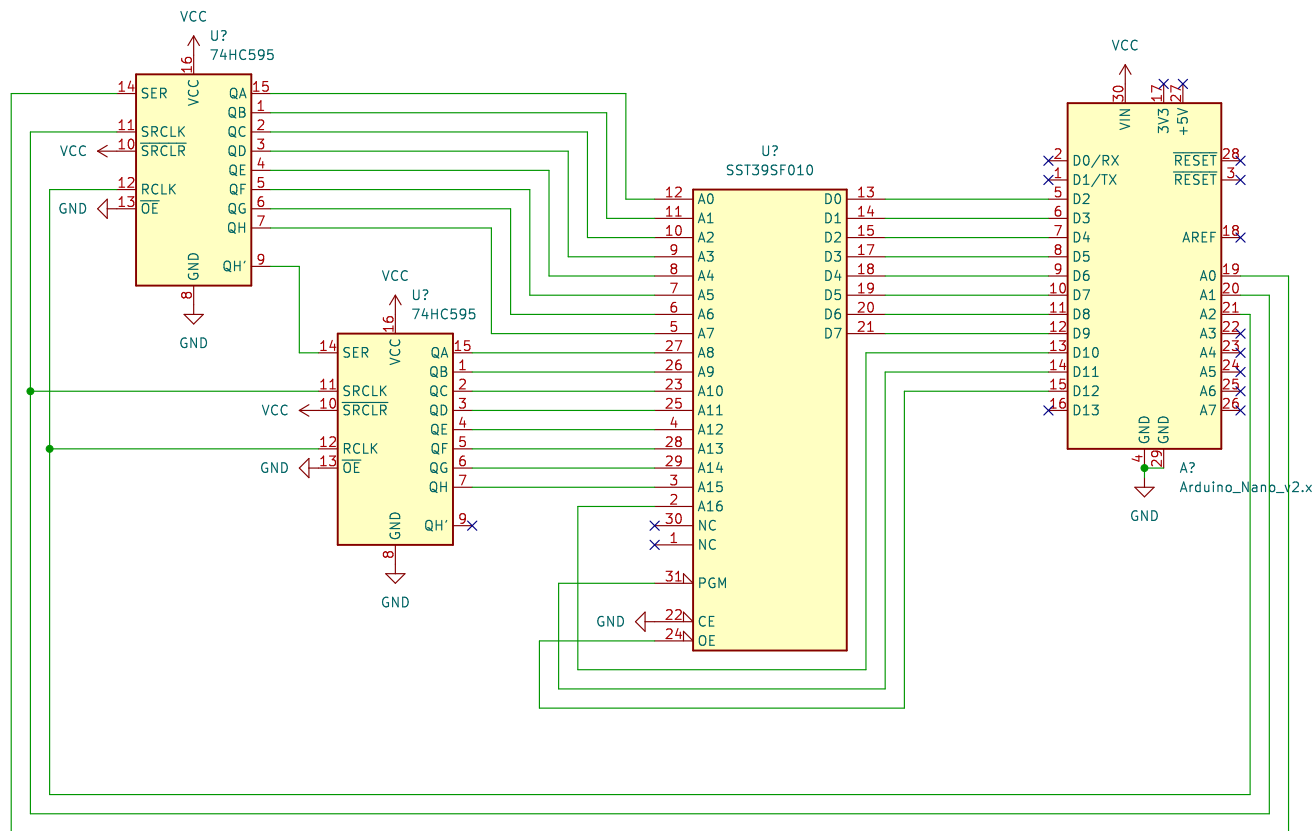 VCC
U?
74HC595
16
VCC
14 SER
11 SRCLK
VCC 10 SRCLR
12 RCLK
GND 13 OE
QA 15
QB 1
QC 2
QD 3
QE 4
QF 5
QG 6
QH 7
QH' 9
GND
8
GND
VCC
U?
74HC595
16
VCC
14 SER
11 SRCLK
VCC 10 SRCLR
12 RCLK
GND 13 OE
QA 15
QB 1
QC 2
QD 3
QE 4
QF 5
QG 6
QH 7
QH' 9
GND
8
GND
U?
SST39SF010
12 A0
11 A1
10 A2
9 A3
8 A4
7 A5
6 A6
5 A7
27 A8
26 A9
23 A10
25 A11
4 A12
28 A13
29 A14
3 A15
2 A16
30 NC
1 NC
31 PGM
GND 22 CE
24 OE
D0 13
D1 14
D2 15
D3 17
D4 18
D5 19
D6 20
D7 21
VCC
30
17
27
VIN
3V3
+5V
2 D0/RX
1 D1/TX
5 D2
6 D3
7 D4
8 D5
9 D6
10 D7
11 D8
12 D9
13 D10
14 D11
15 D12
16 D13
RESET 28
RESET 3
AREF 18
A0 19
A1 20
A2 21
A3 22
A4 23
A5 24
A6 25
A7 26
GND
GND
4
29
A?
Arduino_Nano_v2.x
GND